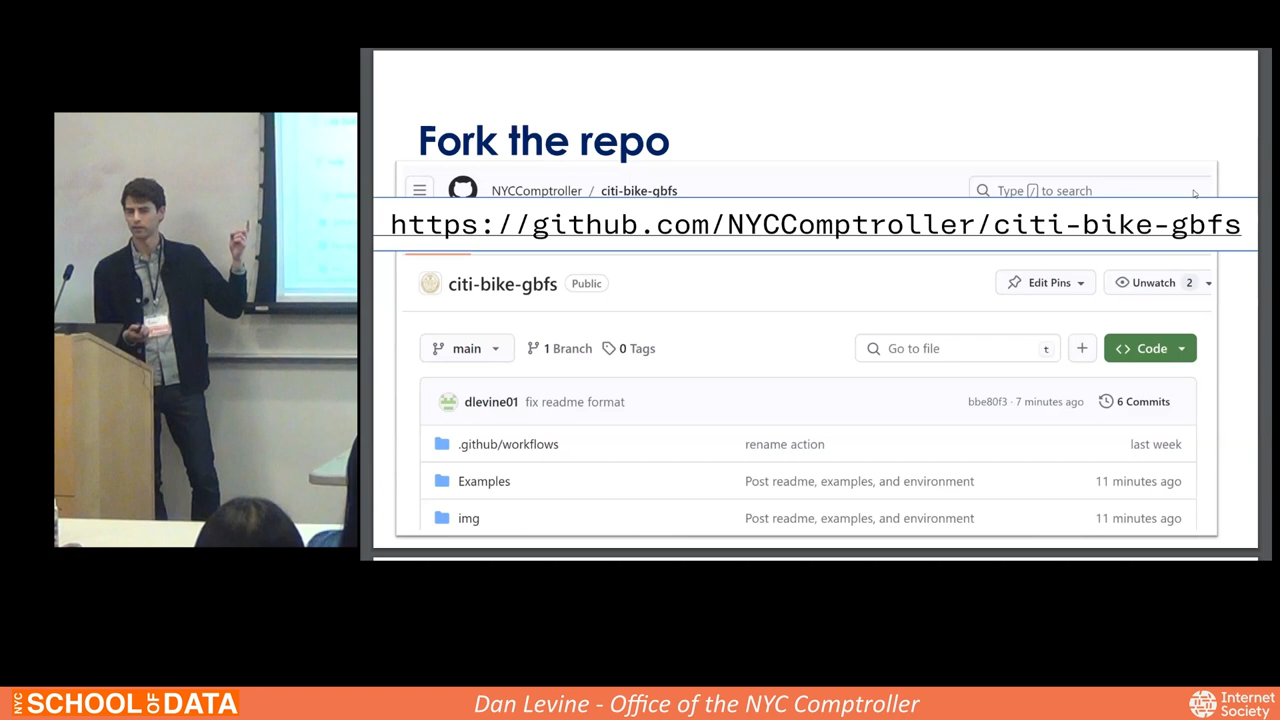 Fork the repo
NYCComptroller / citi-bike-gbfs
Type / to search
https://github.com/NYCComptroller/citi-bike-gbfs
citi-bike-gbfs Public
Edit Pins
Unwatch 2
main
1 Branch
0 Tags
Go to file
t
Code
dlevine01 fix readme format bbe80f3 · 7 minutes ago 6 Commits
.github/workflows rename action last week
Examples Post readme, examples, and environment 11 minutes ago
img Post readme, examples, and environment 11 minutes ago
NYC SCHOOL OF DATA
Dan Levine - Office of the NYC Comptroller
Internet
Society